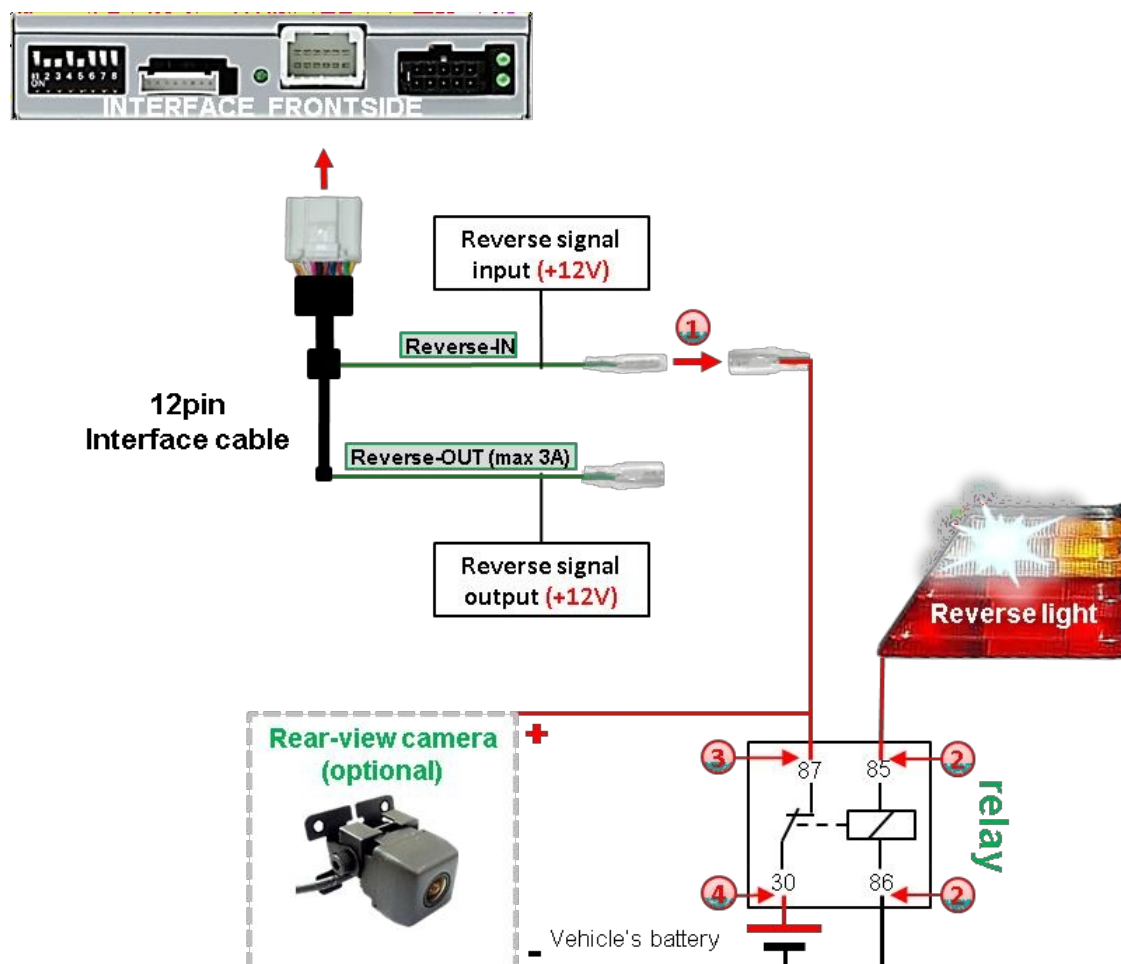 1 2 3 4 5 6 7 8
ON
INTERFACE FRONTSIDE
Reverse signal
input (+12V)
1
Reverse-IN
12pin
Interface cable
Reverse-OUT (max 3A)
Reverse signal
output (+12V)
Reverse light
Rear-view camera
(optional)
+
3
87
85
2
relay
4
30
86
2
- Vehicle's battery